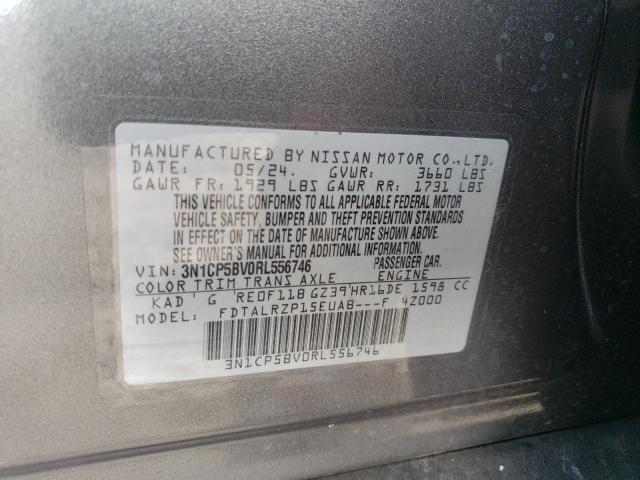 MANUFACTURED BY NISSAN MOTOR CO.,LTD.
DATE: 05/24. GVWR: 3660 LBS
GAWR FR: 1929 LBS GAWR RR: 1731 LBS
THIS VEHICLE CONFORMS TO ALL APPLICABLE FEDERAL MOTOR
VEHICLE SAFETY, BUMPER AND THEFT PREVENTION STANDARDS
IN EFFECT ON THE DATE OF MANUFACTURE SHOWN ABOVE.
SEE OWNER'S MANUAL FOR ADDITIONAL INFORMATION.
VIN: 3N1CP5BV0RL556746 PASSENGER CAR.
COLOR TRIM TRANS AXLE ENGINE
KAD G RE0F11B GZ39 HR16DE 1598 CC
FDTALRZP15EUAB---F 4Z000
3N1CP5BV0RL556746